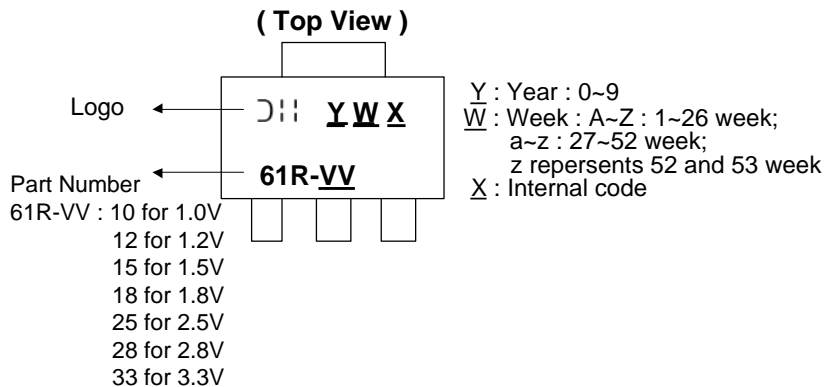 ( Top View )
Logo
Y W X
61R-VV
Y : Year : 0~9
W : Week : A~Z : 1~26 week;
a~z : 27~52 week;
z repersents 52 and 53 week
X : Internal code
Part Number
61R-VV : 10 for 1.0V
12 for 1.2V
15 for 1.5V
18 for 1.8V
25 for 2.5V
28 for 2.8V
33 for 3.3V